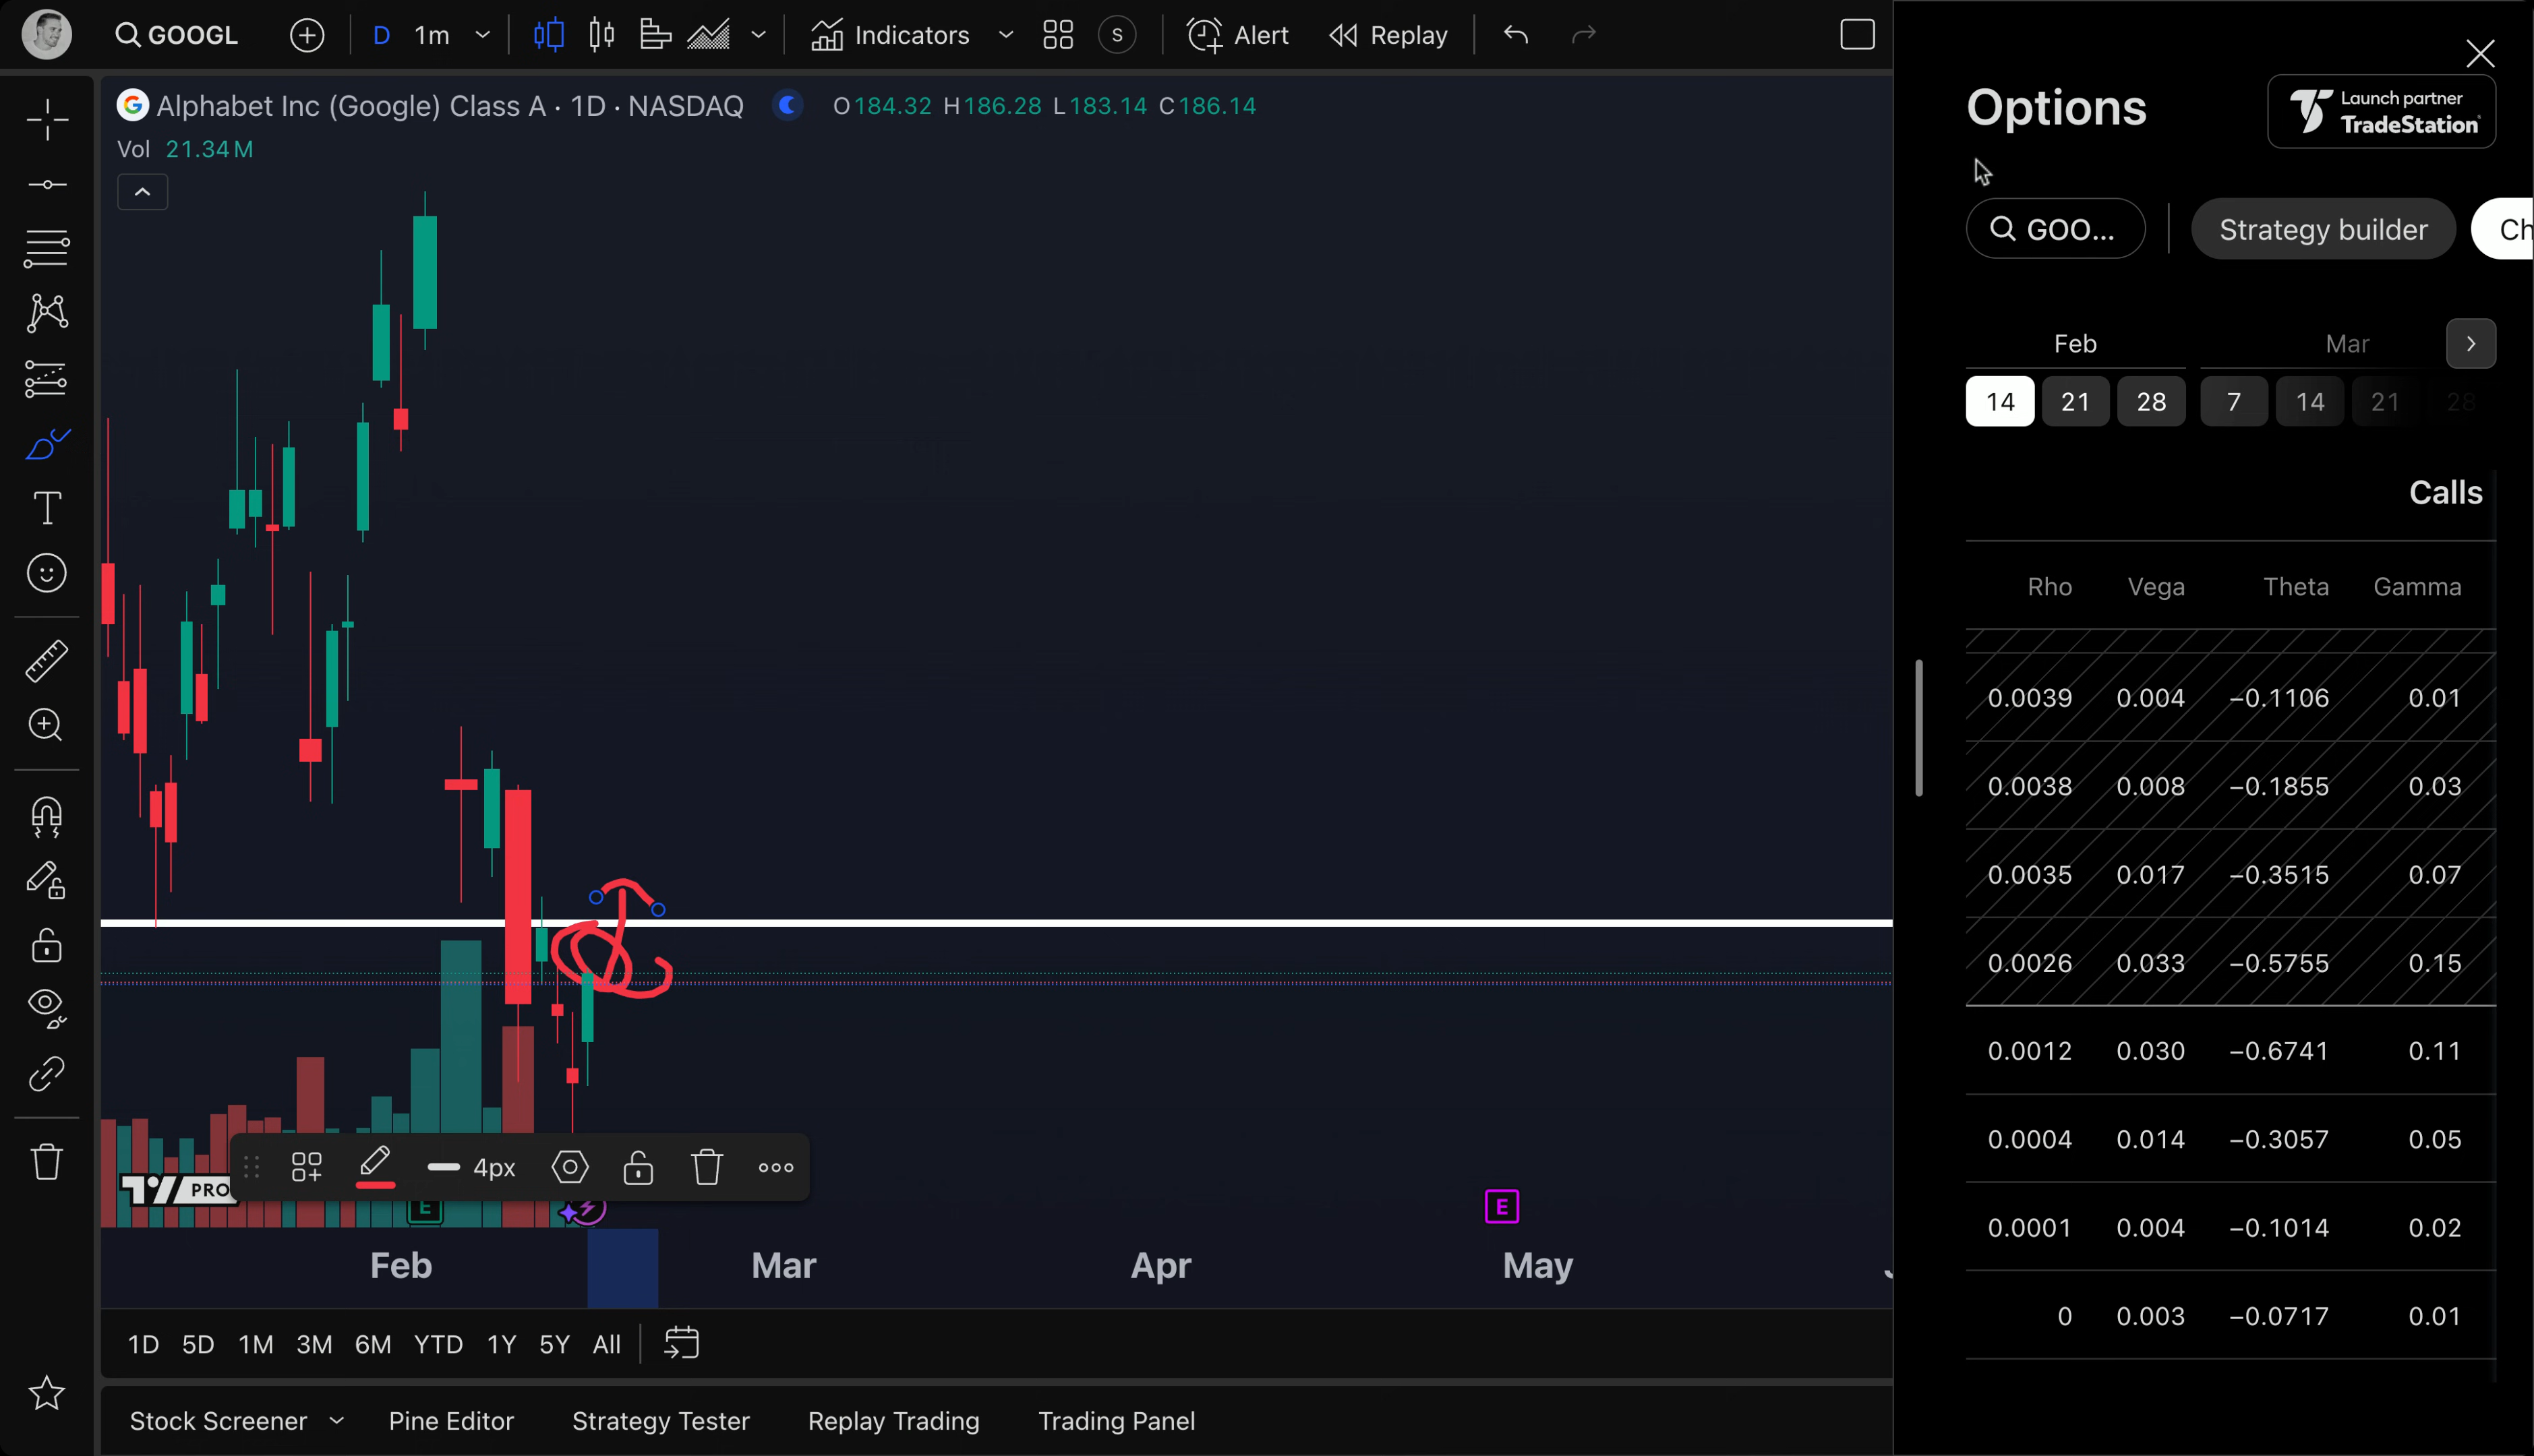 GOOGL D 1m Indicators S Alert Replay
G Alphabet Inc (Google) Class A · 1D · NASDAQ O184.32 H186.28 L183.14 C186.14
Vol 21.34M
PRO
4px
E E
Feb Mar Apr May
1D 5D 1M 3M 6M YTD 1Y 5Y All
Stock Screener Pine Editor Strategy Tester Replay Trading Trading Panel
Options
Launch partner
TradeStation
GOO... Strategy builder Ch
Feb Mar
14 21 28 7 14 21 28
Calls
Rho Vega Theta Gamma
0.0039 0.004 −0.1106 0.01
0.0038 0.008 −0.1855 0.03
0.0035 0.017 −0.3515 0.07
0.0026 0.033 −0.5755 0.15
0.0012 0.030 −0.6741 0.11
0.0004 0.014 −0.3057 0.05
0.0001 0.004 −0.1014 0.02
0 0.003 −0.0717 0.01